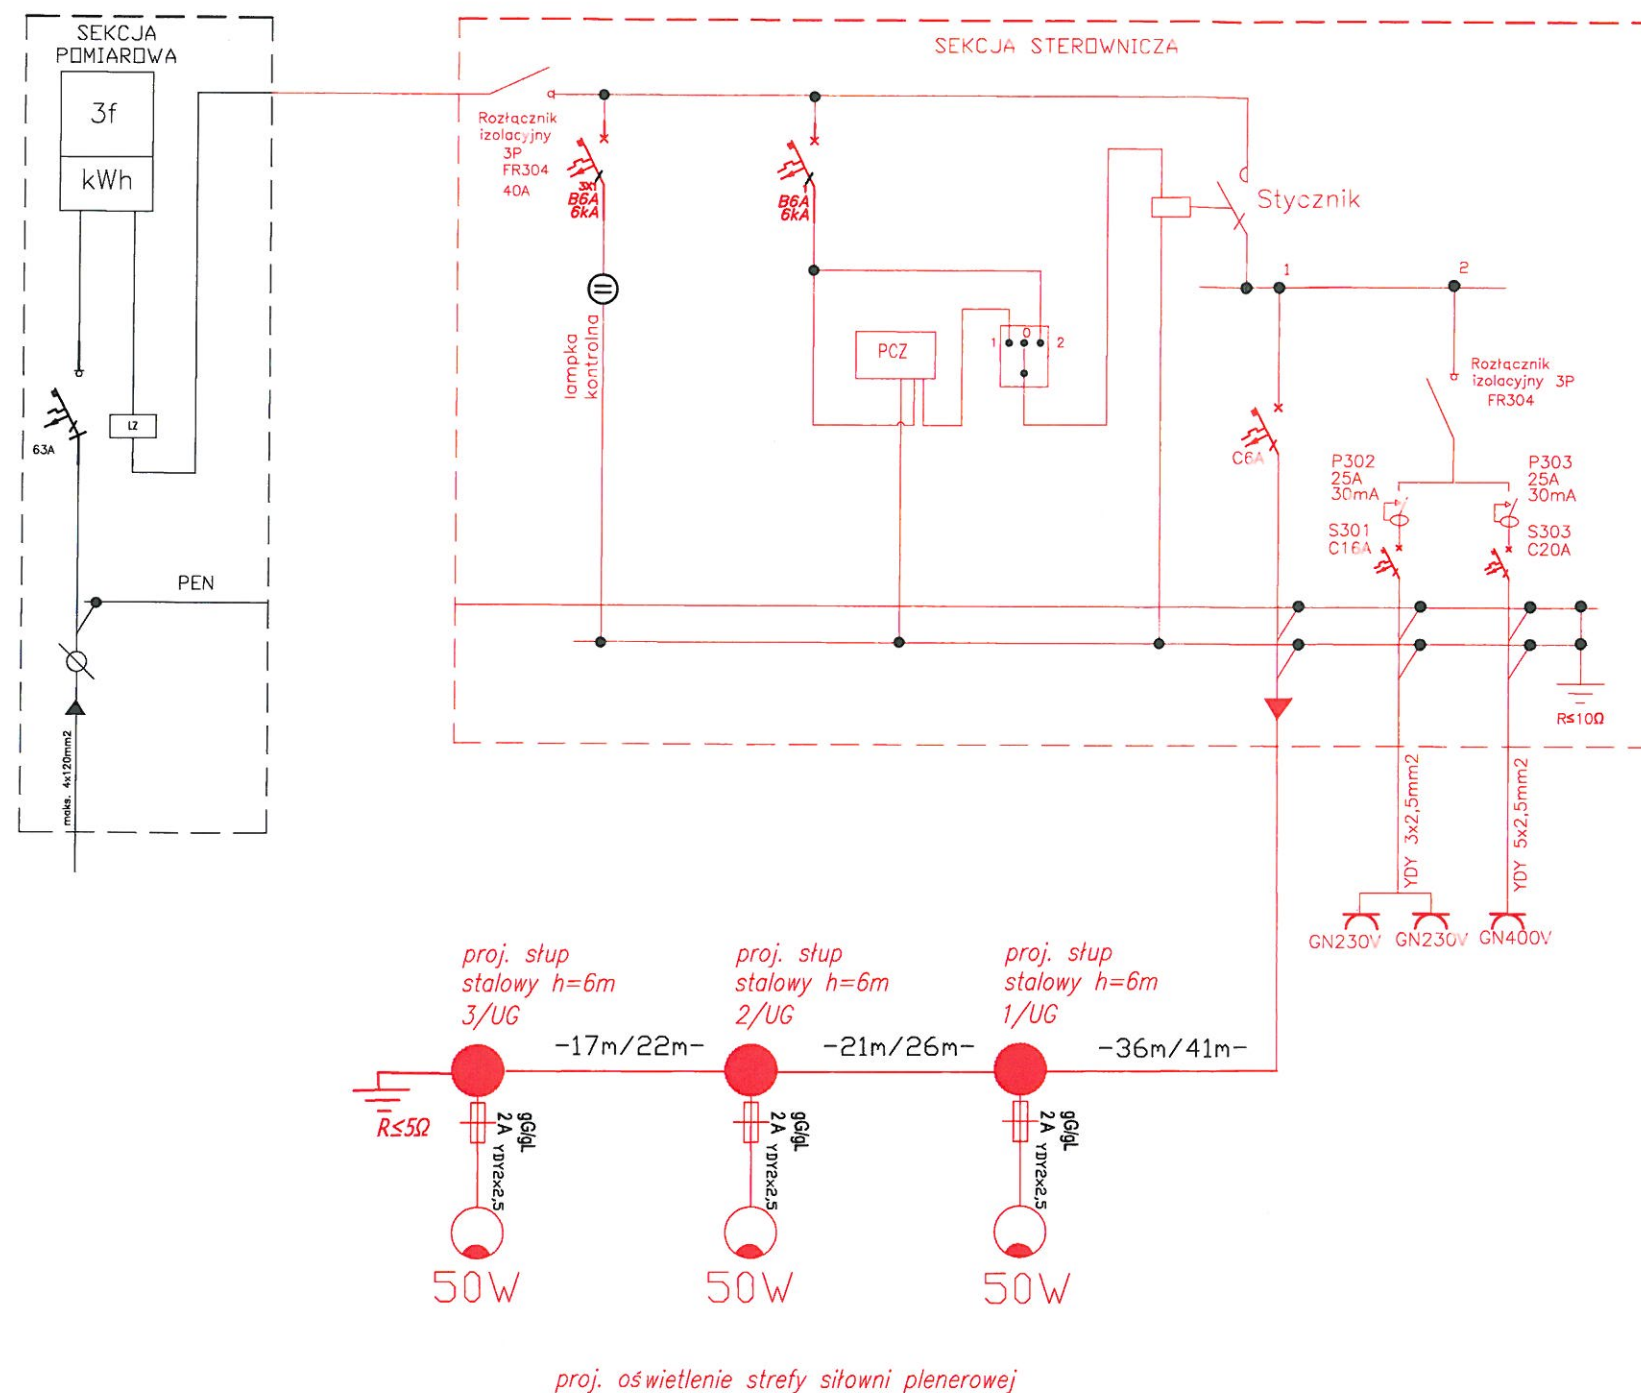 SEKCJA
POMIAROWA
3f
kWh
63A
LZ
PEN
maks. 4x120mm2
SEKCJA STEROWNICZA
Rozłącznik
izolacyjny
3P
FR304
40A
3x
B6A
6kA
lampka
kontrolna
B6A
6kA
PCZ
1
0
2
Stycznik
1
2
C6A
Rozłącznik
izolacyjny 3P
FR304
P302
25A
30mA
S301
C16A
P303
25A
30mA
S303
C20A
R≤10Ω
YDY 3x2,5mm2
YDY 5x2,5mm2
GN230V
GN230V
GN400V
proj. słup
stalowy h=6m
3/UG
proj. słup
stalowy h=6m
2/UG
proj. słup
stalowy h=6m
1/UG
-17m/22m-
-21m/26m-
-36m/41m-
R≤5Ω
gG/gL
2A YDY2x2,5
gG/gL
2A YDY2x2,5
gG/gL
2A YDY2x2,5
50W
50W
50W
proj. oświetlenie strefy siłowni plenerowej